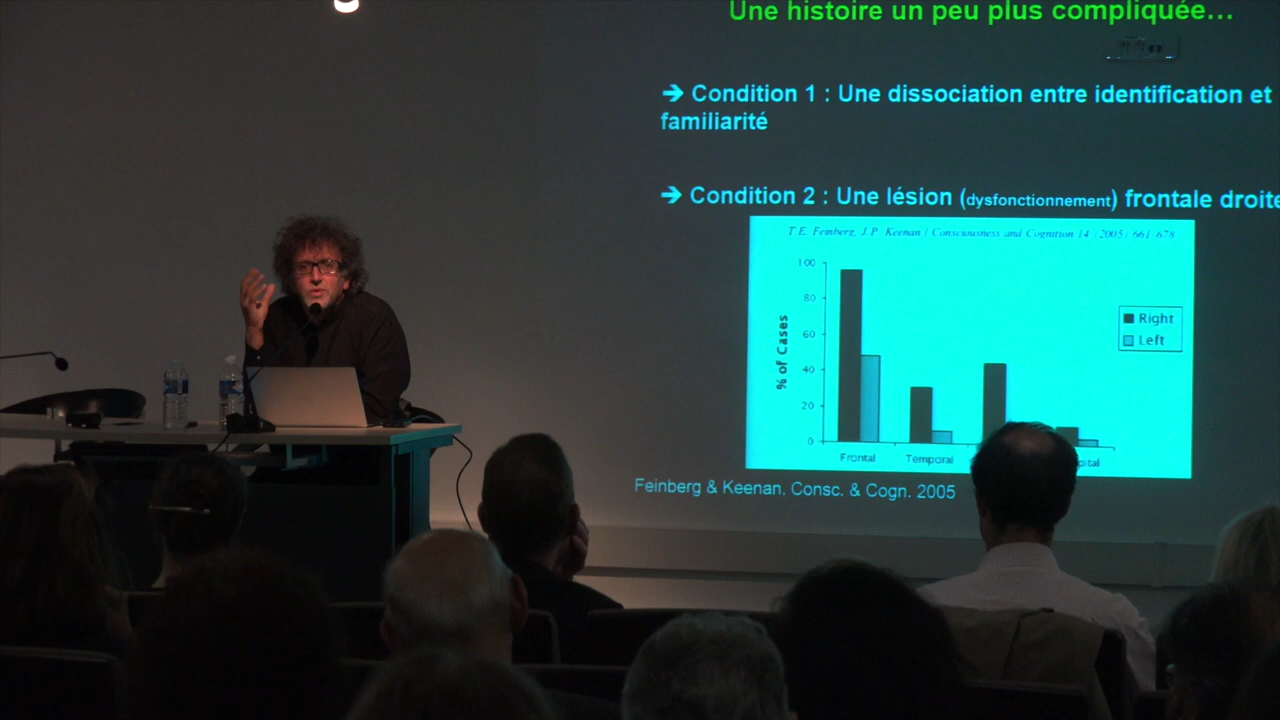 Une histoire un peu plus compliquée…
➔ Condition 1 : Une dissociation entre identification et
familiarité
➔ Condition 2 : Une lésion (dysfonctionnement) frontale droite
T.E. Feinberg, J.P. Keenan / Consciousness and Cognition 14 (2005) 661-678
100
80
60
40
20
0
% of Cases
Right
Left
Frontal
Temporal
pital
Feinberg & Keenan, Consc. & Cogn. 2005